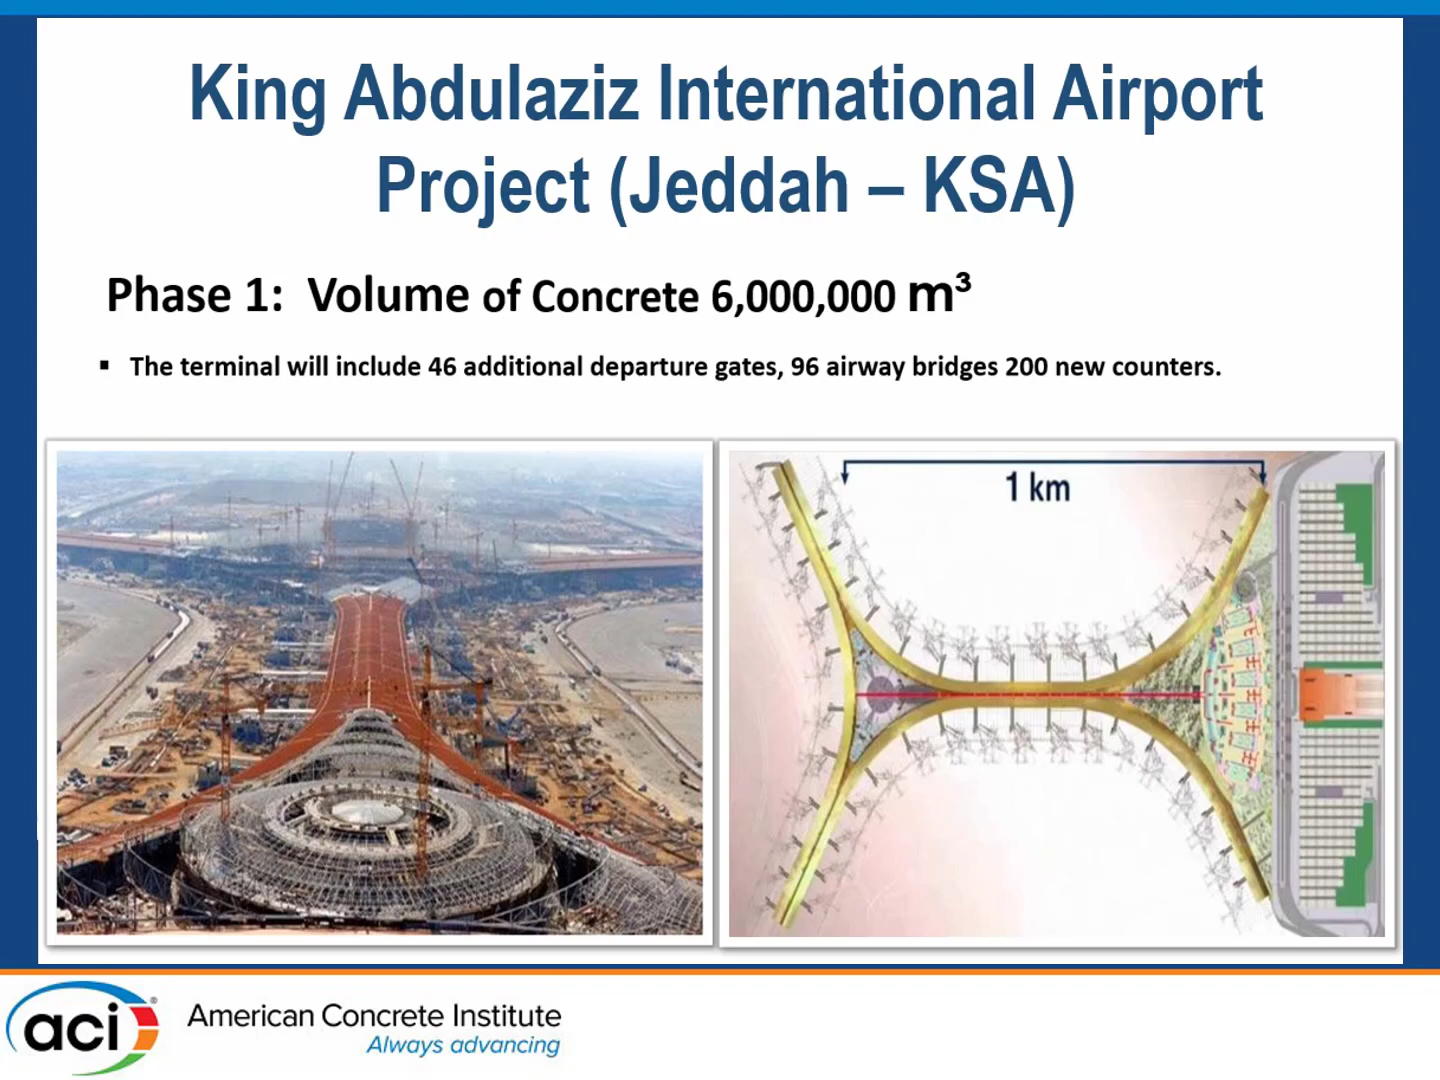 King Abdulaziz International Airport
Project (Jeddah – KSA)
Phase 1: Volume of Concrete 6,000,000 m³
▪ The terminal will include 46 additional departure gates, 96 airway bridges 200 new counters.
1 km
aci®
American Concrete Institute
Always advancing